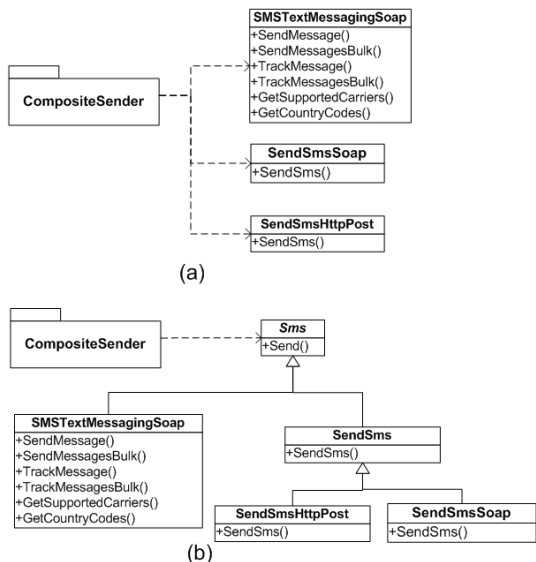 SMSTextMessagingSoap
+SendMessage()
+SendMessagesBulk()
+TrackMessage()
+TrackMessagesBulk()
+GetSupportedCarriers()
+GetCountryCodes()
CompositeSender
SendSmsSoap
+SendSms()
SendSmsHttpPost
+SendSms()
(a)
CompositeSender
Sms
+Send()
SMSTextMessagingSoap
+SendMessage()
+SendMessagesBulk()
+TrackMessage()
+TrackMessagesBulk()
+GetSupportedCarriers()
+GetCountryCodes()
SendSms
+SendSms()
SendSmsHttpPost
+SendSms()
SendSmsSoap
+SendSms()
(b)